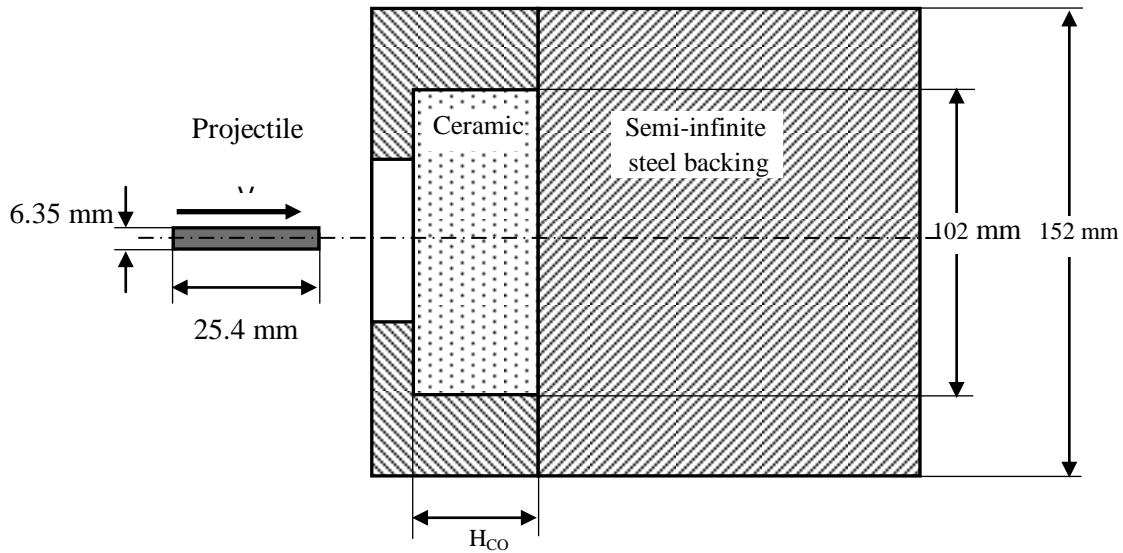 Projectile
6.35 mm
25.4 mm
Ceramic
Semi-infinite
steel backing
102 mm
152 mm
H_CO